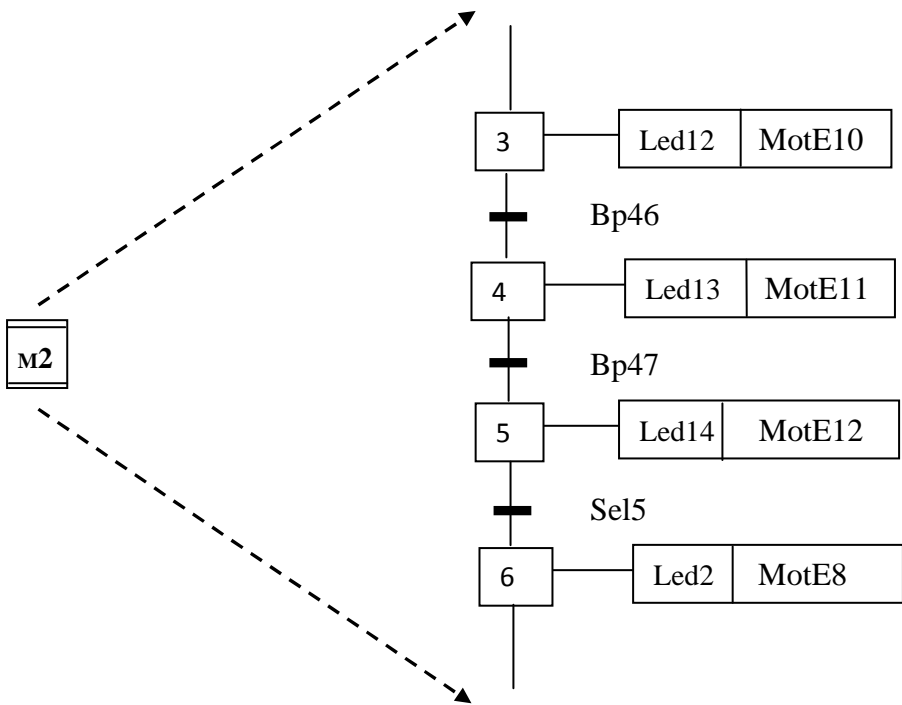 3 Led12 MotE10
Bp46
4 Led13 MotE11
M2
Bp47
5 Led14 MotE12
Sel5
6 Led2 MotE8